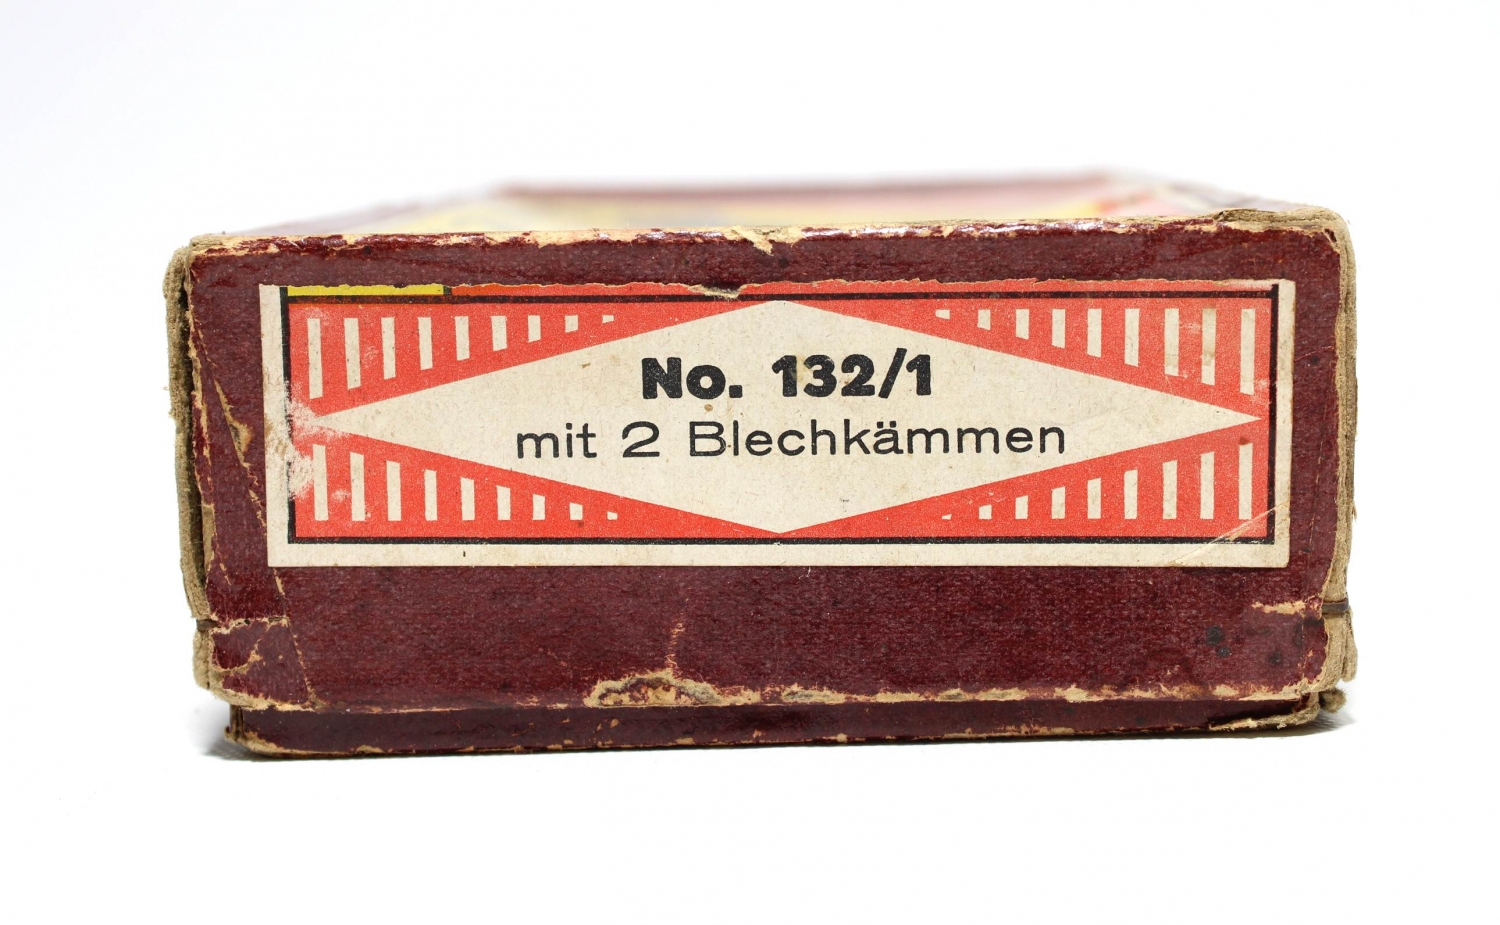 No. 132/1
mit 2 Blechkämmen